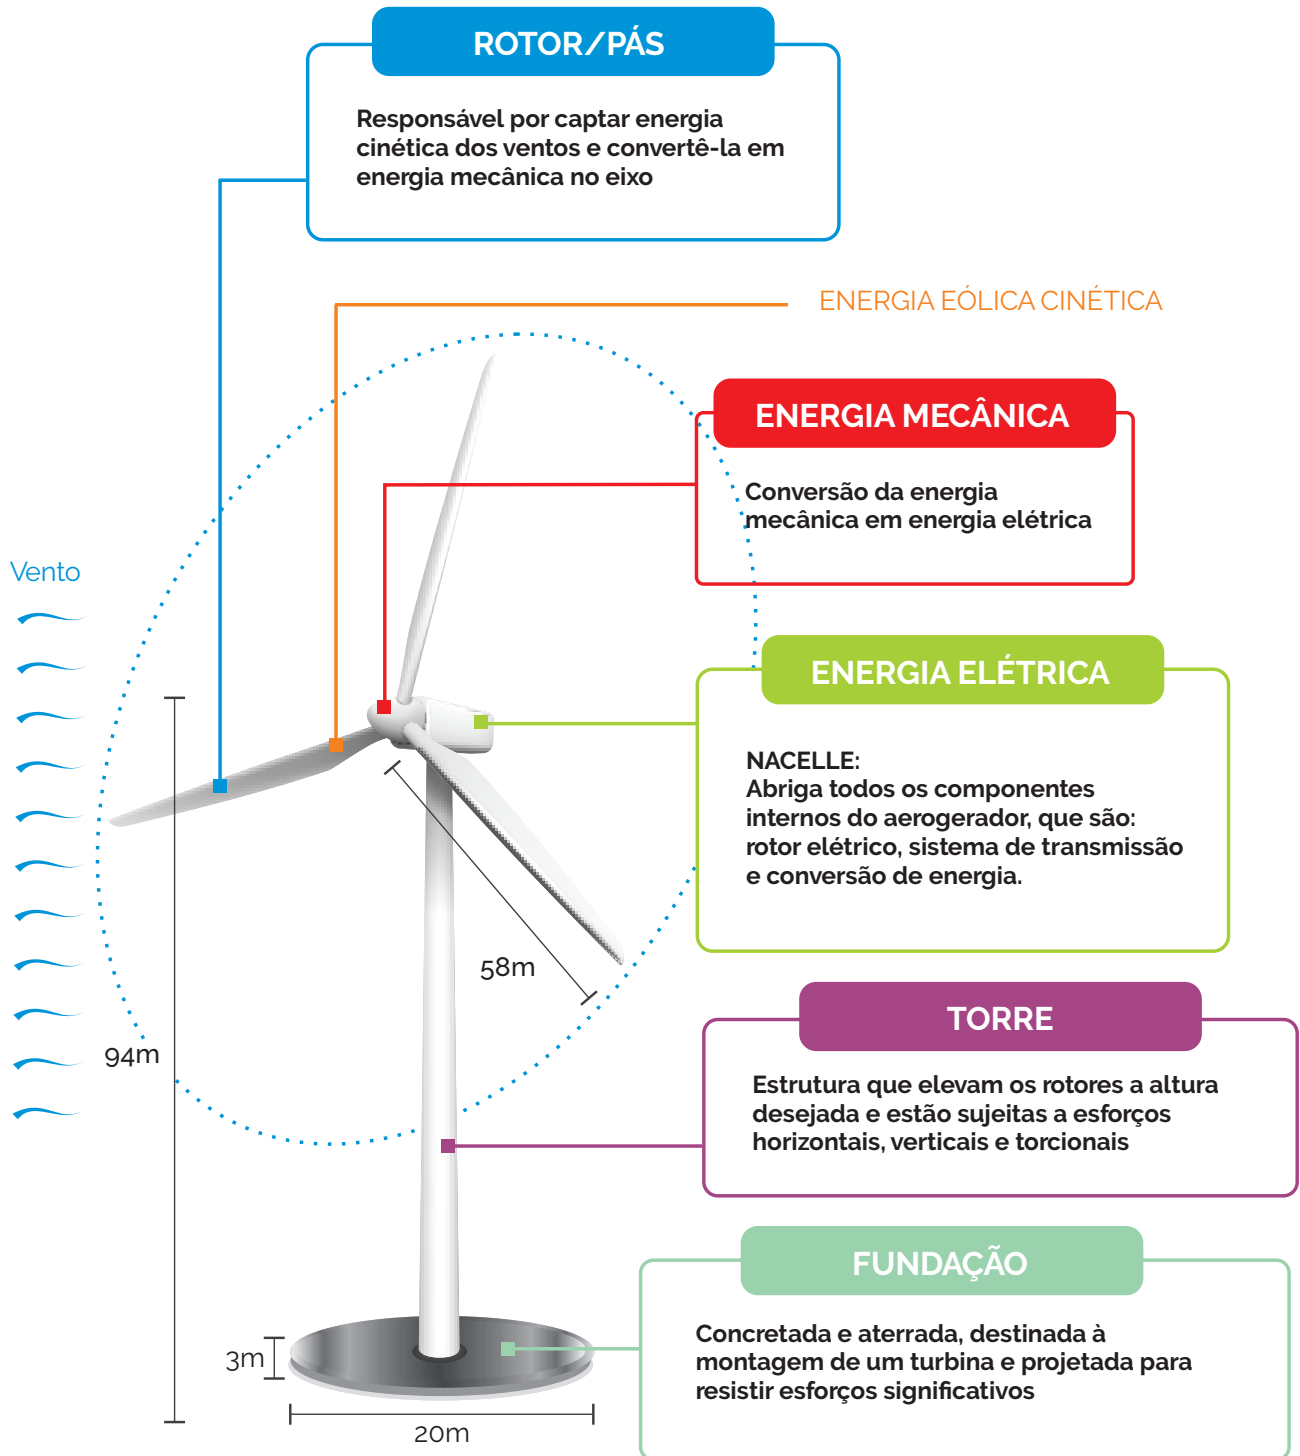 ROTOR/PÁS
Responsável por captar energia
cinética dos ventos e convertê-la em
energia mecânica no eixo
ENERGIA EÓLICA CINÉTICA
ENERGIA MECÂNICA
Conversão da energia
mecânica em energia elétrica
Vento
ENERGIA ELÉTRICA
NACELLE:
Abriga todos os componentes
internos do aerogerador, que são:
rotor elétrico, sistema de transmissão
e conversão de energia.
58m
94m
TORRE
Estrutura que elevam os rotores a altura
desejada e estão sujeitas a esforços
horizontais, verticais e torcionais
FUNDAÇÃO
Concretada e aterrada, destinada à
montagem de um turbina e projetada para
resistir esforços significativos
3m
20m